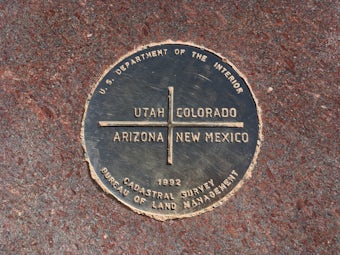 U.S. DEPARTMENT OF THE INTERIOR
UTAH COLORADO
ARIZONA NEW MEXICO
1992
CADASTRAL SURVEY
BUREAU OF LAND MANAGEMENT